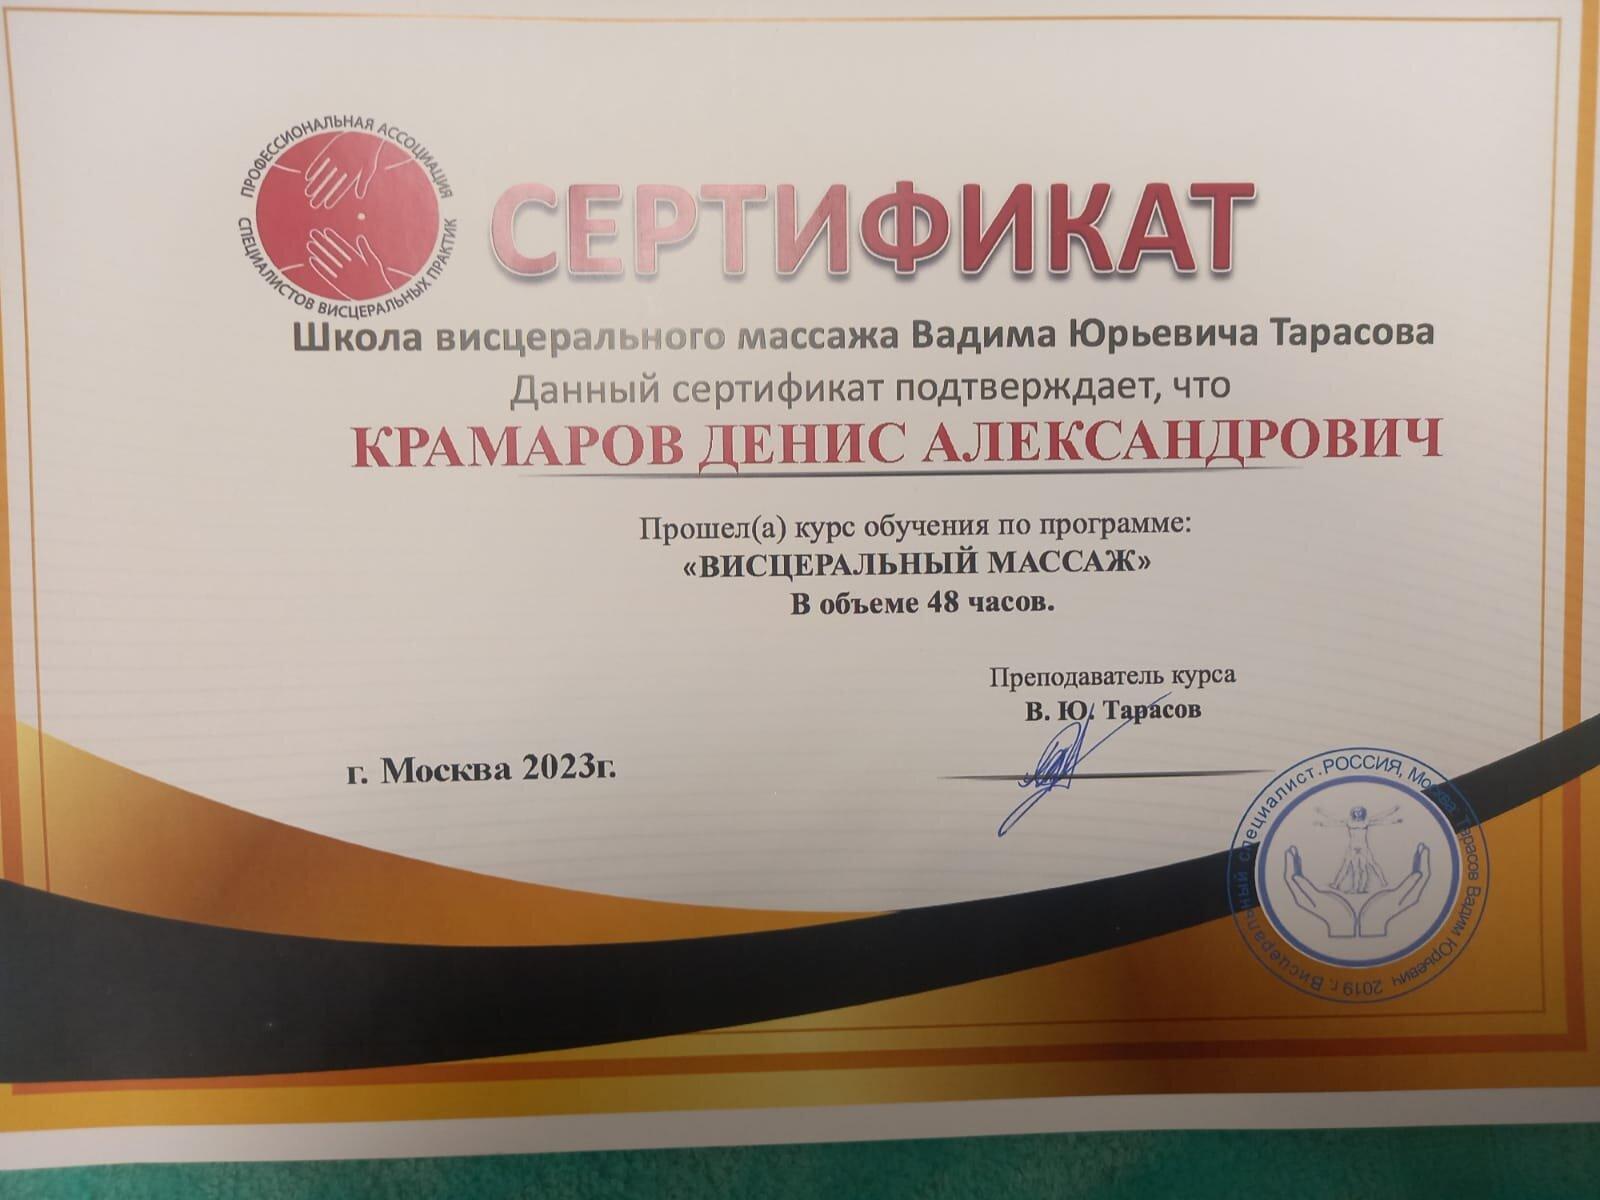 ПРОФЕССИОНАЛЬНАЯ АССОЦИАЦИЯ
СПЕЦИАЛИСТОВ ВИСЦЕРАЛЬНЫХ ПРАКТИК
СЕРТИФИКАТ
Школа висцерального массажа Вадима Юрьевича Тарасова
Данный сертификат подтверждает, что
КРАМАРОВ ДЕНИС АЛЕКСАНДРОВИЧ
Прошел(а) курс обучения по программе:
«ВИСЦЕРАЛЬНЫЙ МАССАЖ»
В объеме 48 часов.
Преподаватель курса
В. Ю. Тарасов
г. Москва 2023г.
Висцеральный специалист. РОССИЯ, Москва. Тарасов Вадим Юрьевич 2019 г.